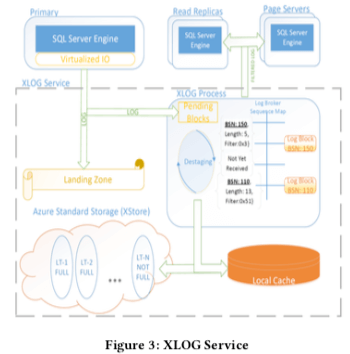 Primary
Read Replicas
Page Servers
SQL Server Engine
Virtualized IO
SQL Server
Engine
SQL Server
Engine
XLOG Service
XLOG Process
LOG
LOG
Pending
Blocks
Log Broker
Sequence Map
BSN: 150,
Length: 5,
Filter:0x3)
Log Block
BSN: 150
Destaging
Not Yet
Received
BSN: 110
Length: 13,
Filter:0x51)
Log Block
BSN: 110
Landing Zone
Azure Standard Storage (XStore)
LT-1
FULL
LT-2
FULL
...
LT-N
NOT
FULL
Local Cache
Figure 3: XLOG Service